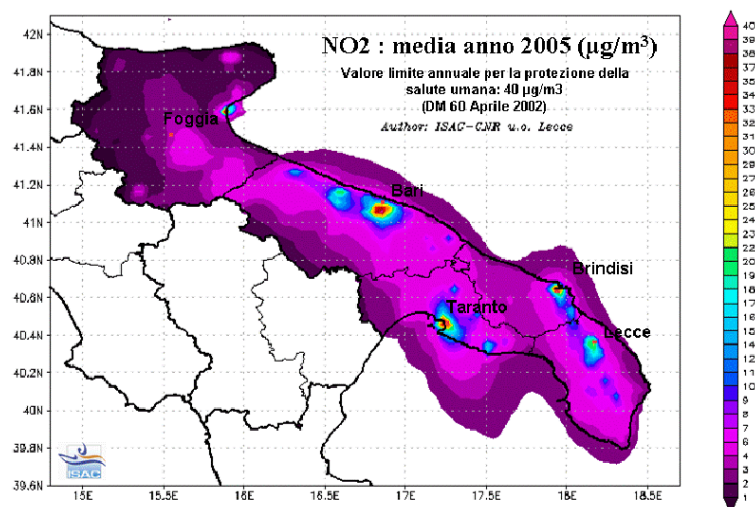 NO2 : media anno 2005 (µg/m³)
Valore limite annuale per la protezione della
salute umana: 40 µg/m3
(DM 60 Aprile 2002)
Author: ISAC-CNR u.o. Lecce
Foggia
Bari
Brindisi
Taranto
Lecce
ISAC
42N
41.8N
41.6N
41.4N
41.2N
41N
40.8N
40.6N
40.4N
40.2N
40N
39.8N
39.6N
15E
15.5E
16E
16.5E
17E
17.5E
18E
18.5E
40
39
38
37
35
33
32
31
30
29
28
27
26
25
24
23
22
21
20
19
18
17
16
14
13
12
11
10
9
8
7
6
5
4
3
2
1